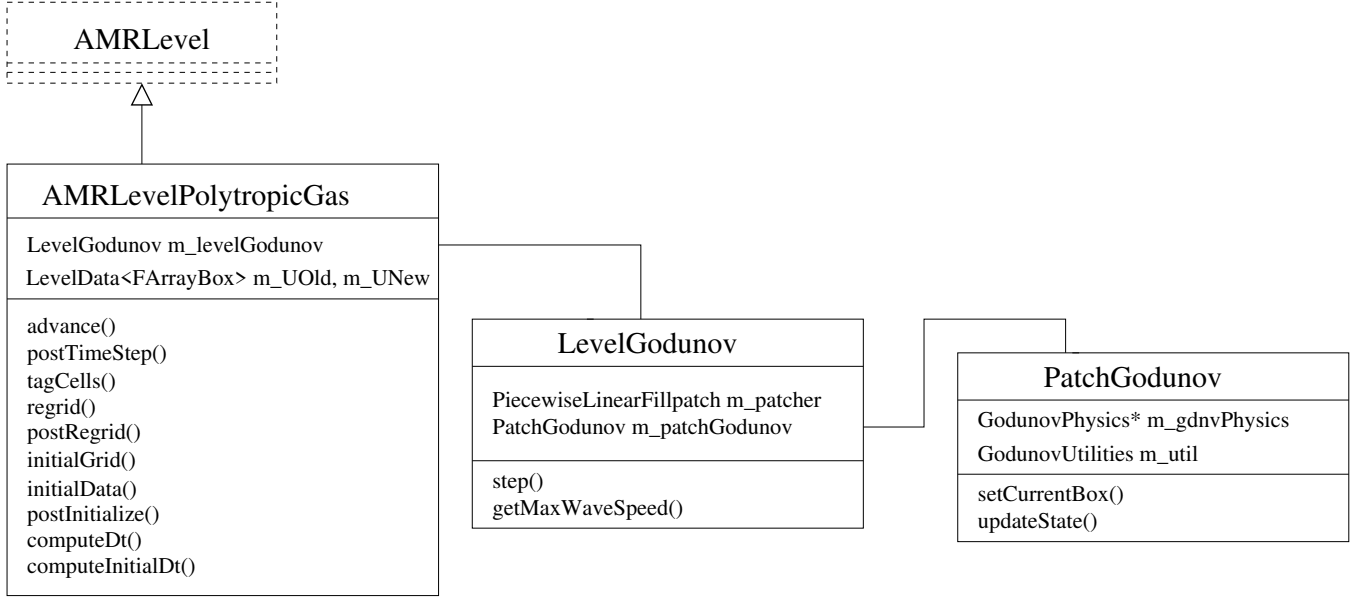 AMRLevel
AMRLevelPolytropicGas
LevelGodunov m_levelGodunov
LevelData<FArrayBox> m_UOld, m_UNew
advance()
postTimeStep()
tagCells()
regrid()
postRegrid()
initialGrid()
initialData()
postInitialize()
computeDt()
computeInitialDt()
LevelGodunov
PiecewiseLinearFillpatch m_patcher
PatchGodunov m_patchGodunov
step()
getMaxWaveSpeed()
PatchGodunov
GodunovPhysics* m_gdnvPhysics
GodunovUtilities m_util
setCurrentBox()
updateState()